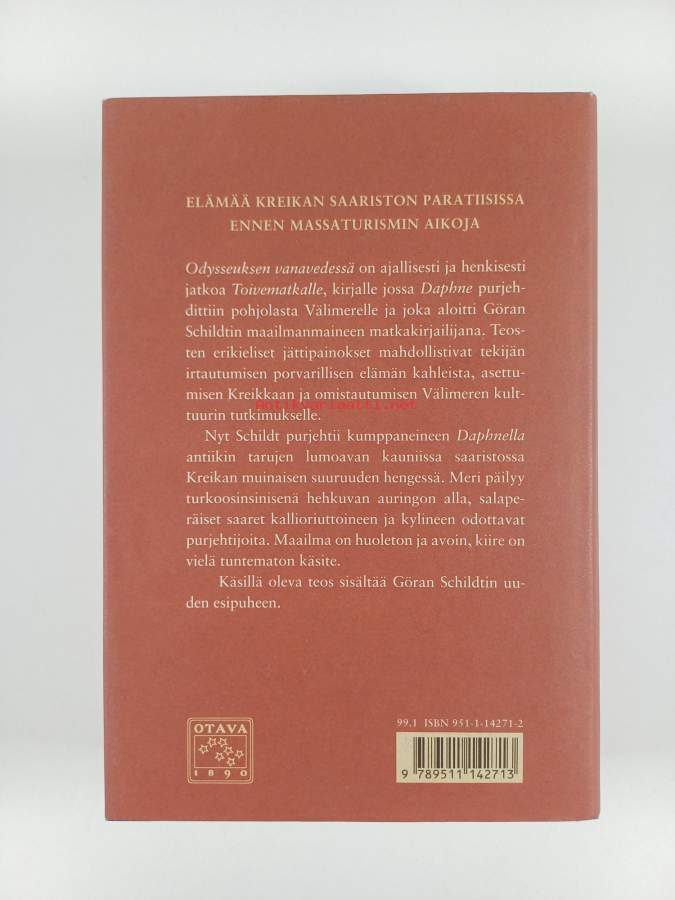 ELÄMÄÄ KREIKAN SAARISTON PARATIISISSA
ENNEN MASSATURISMIN AIKOJA
Odysseuksen vanavedessä on ajallisesti ja henkisesti
jatkoa Toivematkalle, kirjalle jossa Daphne purjeh-
dittiin pohjolasta Välimerelle ja joka aloitti Göran
Schildtin maailmanmaineen matkakirjailijana. Teos-
ten erikieliset jättipainokset mahdollistivat tekijän
irtautumisen porvarillisen elämän kahleista, asettu-
misen Kreikkaan ja omistautumisen Välimeren kult-
tuurin tutkimukselle.
Antikvariaatti.net
Nyt Schildt purjehtii kumppaneineen Daphnella
antiikin tarujen lumoavan kauniissa saaristossa
Kreikan muinaisen suuruuden hengessä. Meri päilyy
turkoosinsinisenä hehkuvan auringon alla, salape-
räiset saaret kallioriuttoineen ja kylineen odottavat
purjehtijoita. Maailma on huoleton ja avoin, kiire on
vielä tuntematon käsite.
Käsillä oleva teos sisältää Göran Schildtin uu-
den esipuheen.
OTAVA
1890
99.1 ISBN 951-1-14271-2
9 789511 142713